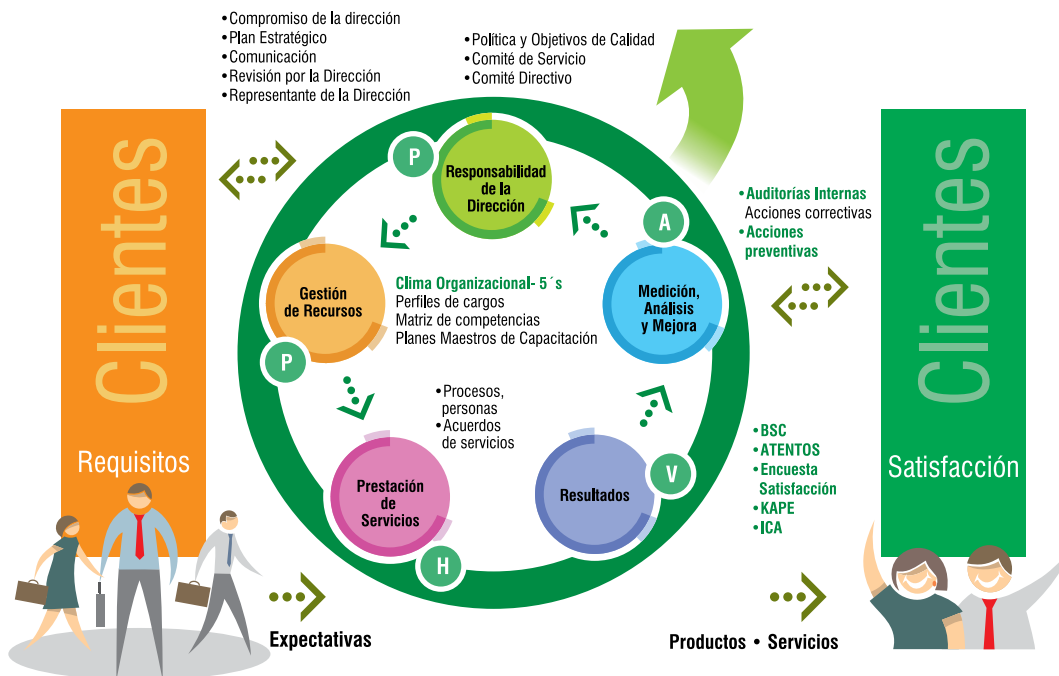 •Compromiso de la dirección
•Plan Estratégico
•Comunicación
•Revisión por la Dirección
•Representante de la Dirección
•Política y Objetivos de Calidad
•Comité de Servicio
•Comité Directivo
Clientes
Requisitos
P
Responsabilidad
de la
Dirección
A
•Auditorías Internas
Acciones correctivas
•Acciones
preventivas
Clientes
Satisfacción
Gestión
de Recursos
P
Clima Organizacional- 5´s
Perfiles de cargos
Matriz de competencias
Planes Maestros de Capacitación
Medición,
Análisis
y Mejora
•Procesos,
personas
•Acuerdos
de servicios
Prestación
de
Servicios
H
Resultados
V
•BSC
•ATENTOS
•Encuesta
Satisfacción
•KAPE
•ICA
Expectativas
Productos • Servicios